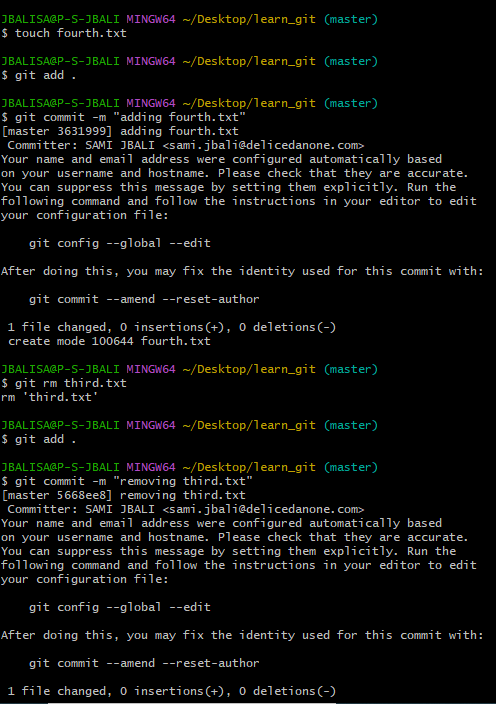 JBALISA@P-S-JBALI MINGW64 ~/Desktop/learn_git (master)
$ touch fourth.txt
JBALISA@P-S-JBALI MINGW64 ~/Desktop/learn_git (master)
$ git add .
JBALISA@P-S-JBALI MINGW64 ~/Desktop/learn_git (master)
$ git commit -m "adding fourth.txt"
[master 3631999] adding fourth.txt
 Committer: SAMI JBALI <sami.jbali@delicedanone.com>
Your name and email address were configured automatically based
on your username and hostname. Please check that they are accurate.
You can suppress this message by setting them explicitly. Run the
following command and follow the instructions in your editor to edit
your configuration file:
    git config --global --edit
After doing this, you may fix the identity used for this commit with:
    git commit --amend --reset-author
 1 file changed, 0 insertions(+), 0 deletions(-)
 create mode 100644 fourth.txt
JBALISA@P-S-JBALI MINGW64 ~/Desktop/learn_git (master)
$ git rm third.txt
rm 'third.txt'
JBALISA@P-S-JBALI MINGW64 ~/Desktop/learn_git (master)
$ git add .
JBALISA@P-S-JBALI MINGW64 ~/Desktop/learn_git (master)
$ git commit -m "removing third.txt"
[master 5668ee8] removing third.txt
 Committer: SAMI JBALI <sami.jbali@delicedanone.com>
Your name and email address were configured automatically based
on your username and hostname. Please check that they are accurate.
You can suppress this message by setting them explicitly. Run the
following command and follow the instructions in your editor to edit
your configuration file:
    git config --global --edit
After doing this, you may fix the identity used for this commit with:
    git commit --amend --reset-author
 1 file changed, 0 insertions(+), 0 deletions(-)